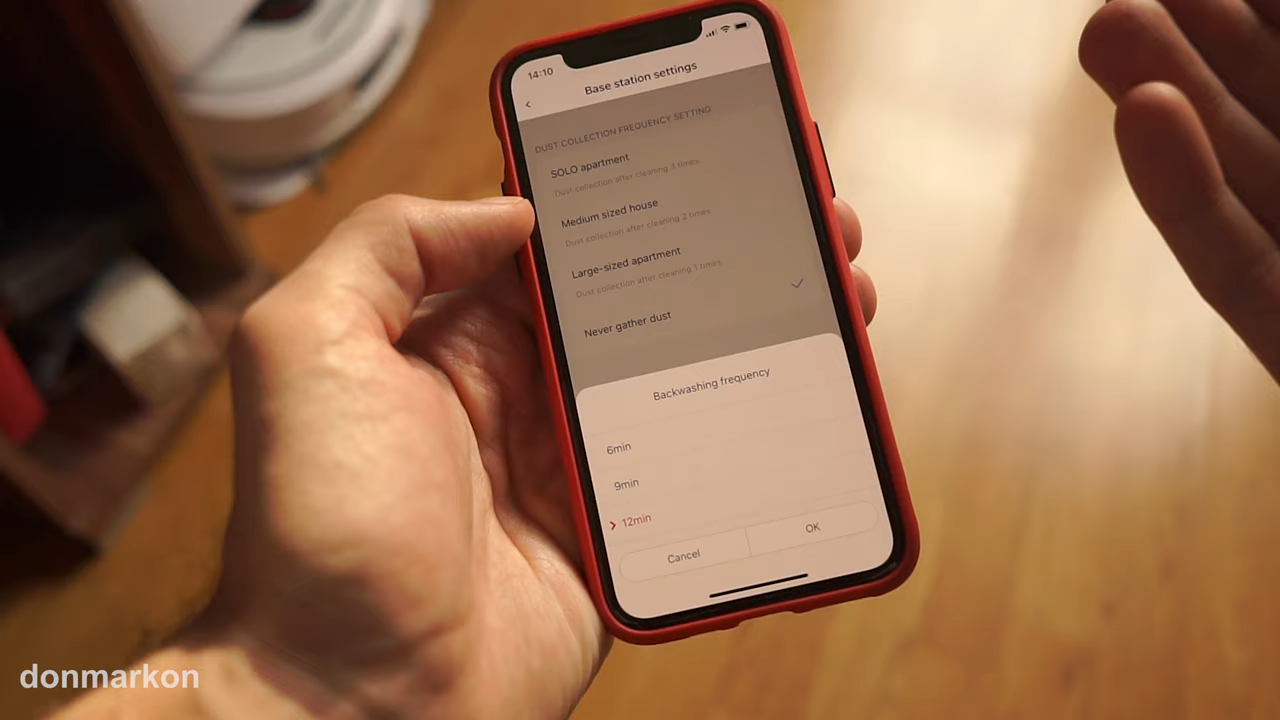 14:10
Base station settings
DUST COLLECTION FREQUENCY SETTING
SOLO apartment
Dust collection after cleaning 3 times
Medium sized house
Dust collection after cleaning 2 times
Large-sized apartment
Dust collection after cleaning 1 times
Never gather dust
Backwashing frequency
6min
9min
12min
Cancel
OK
donmarkon